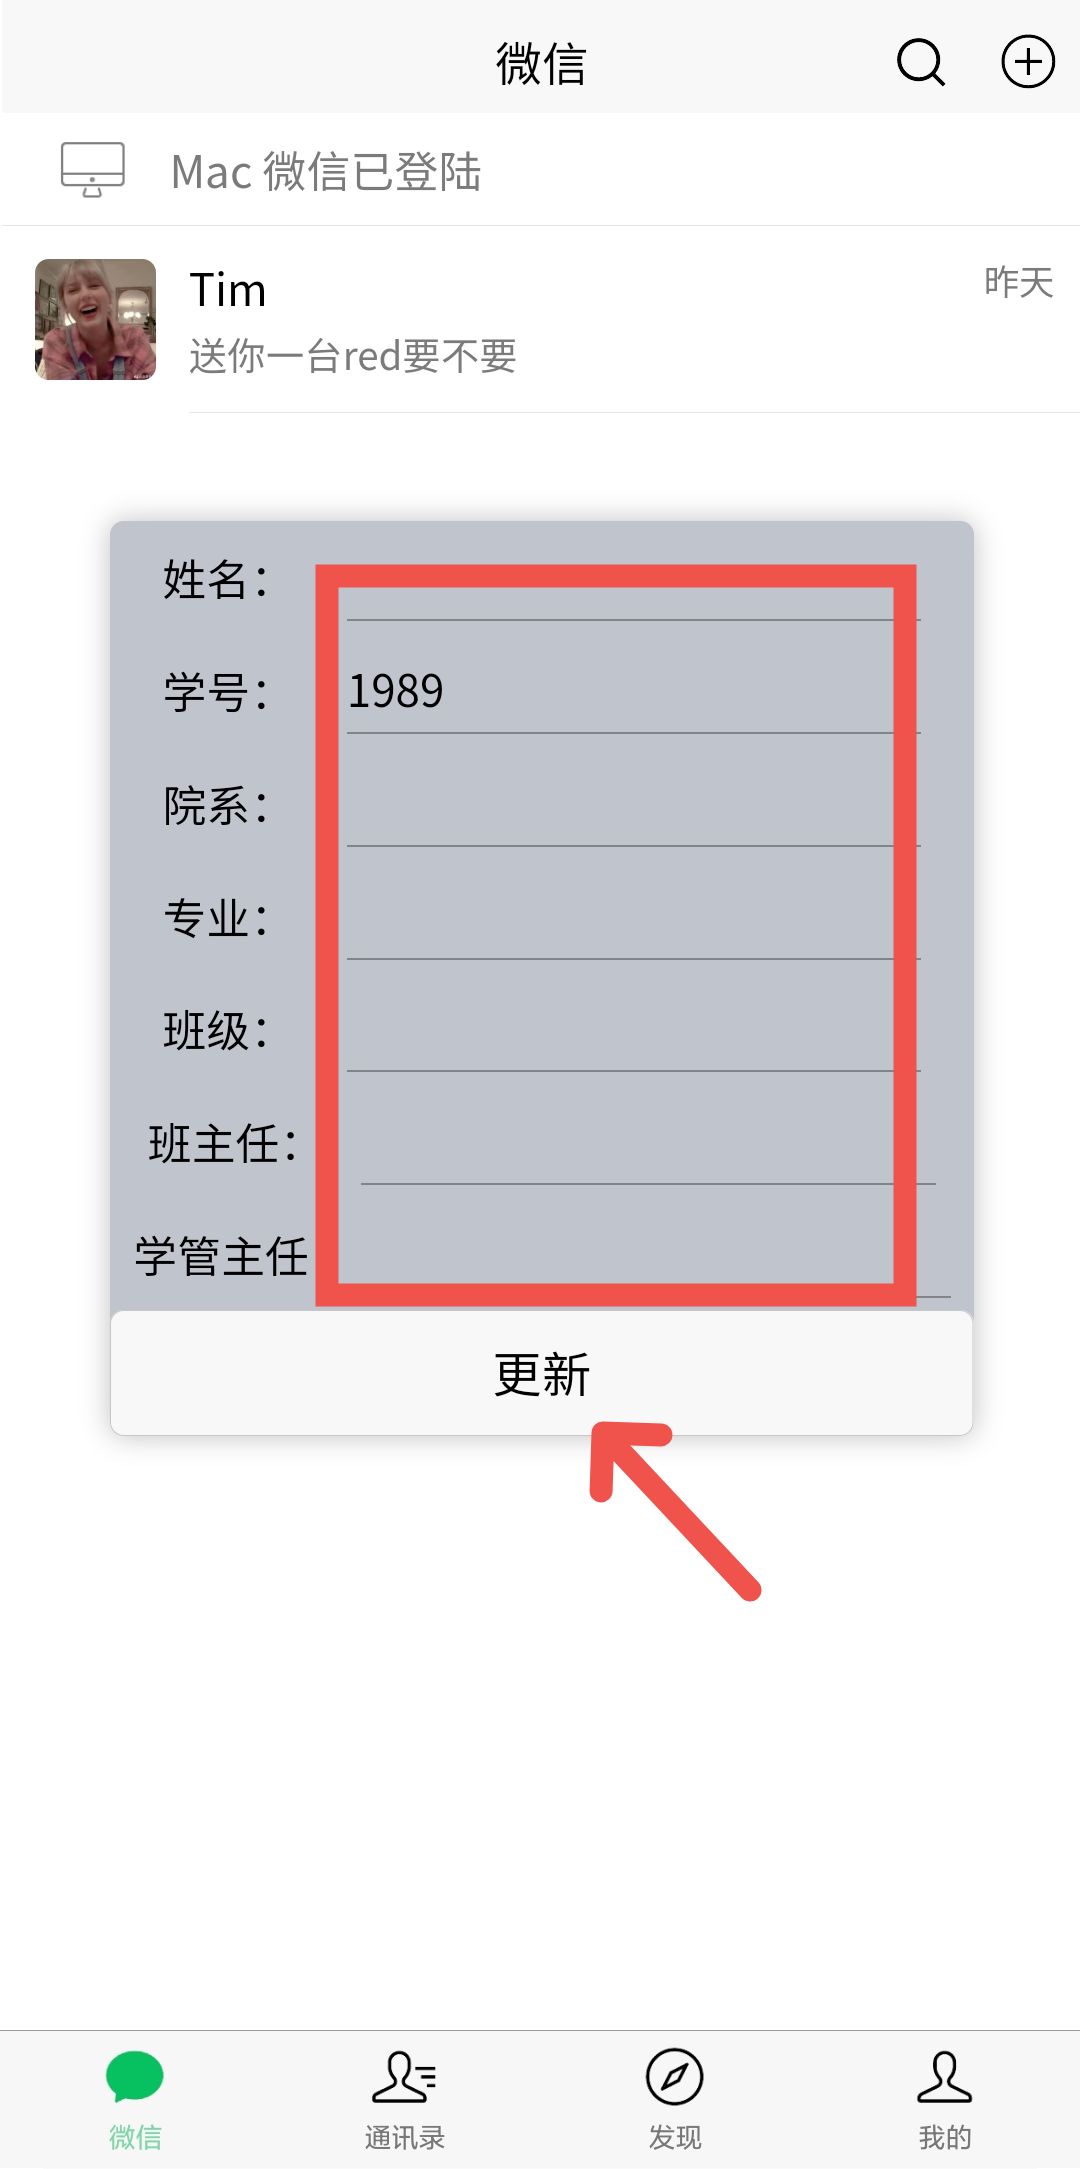 微信
Mac 微信已登陆
Tim
昨天
送你一台red要不要
姓名：
学号： 1989
院系：
专业：
班级：
班主任：
学管主任
更新
微信 通讯录 发现 我的